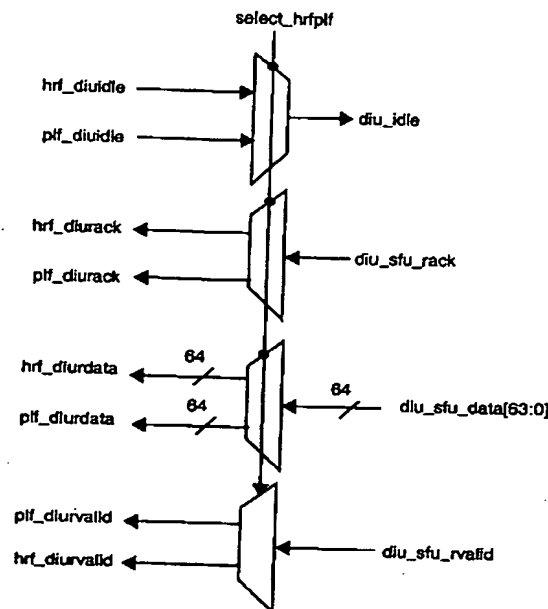 select_hrfplf
hrf_diuidle
diu_idle
plf_diuidle
hrf_diurack
diu_sfu_rack
plf_diurack
64
hrf_diurdata
64
64
plf_diurdata
diu_sfu_data[63:0]
plf_diurvalid
diu_sfu_rvalid
hrf_diurvalid